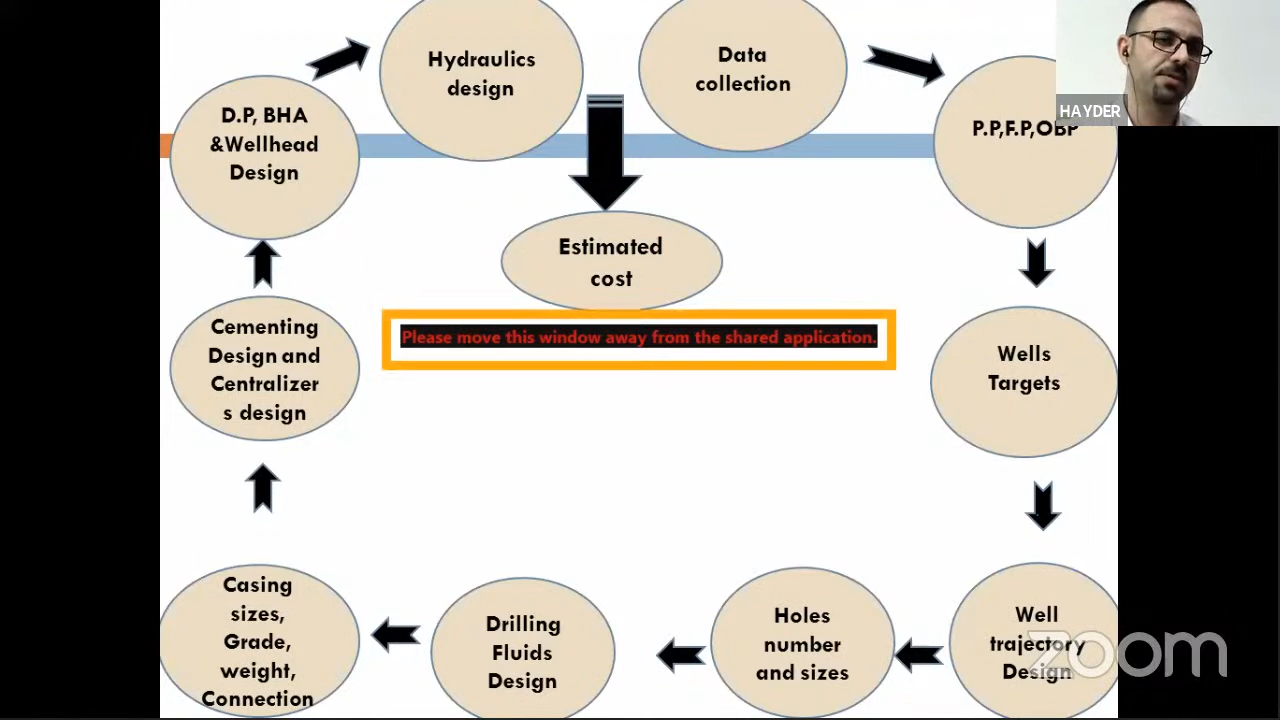 Hydraulics
design
Data
collection
HAYDER
P.P,F.P,OBP
D.P, BHA
&Wellhead
Design
Estimated
cost
Please move this window away from the shared application.
Cementing
Design and
Centralizer
s design
Wells
Targets
Casing
sizes,
Grade,
weight,
Connection
Drilling
Fluids
Design
Holes
number
and sizes
Well
trajectory
Design
zoom